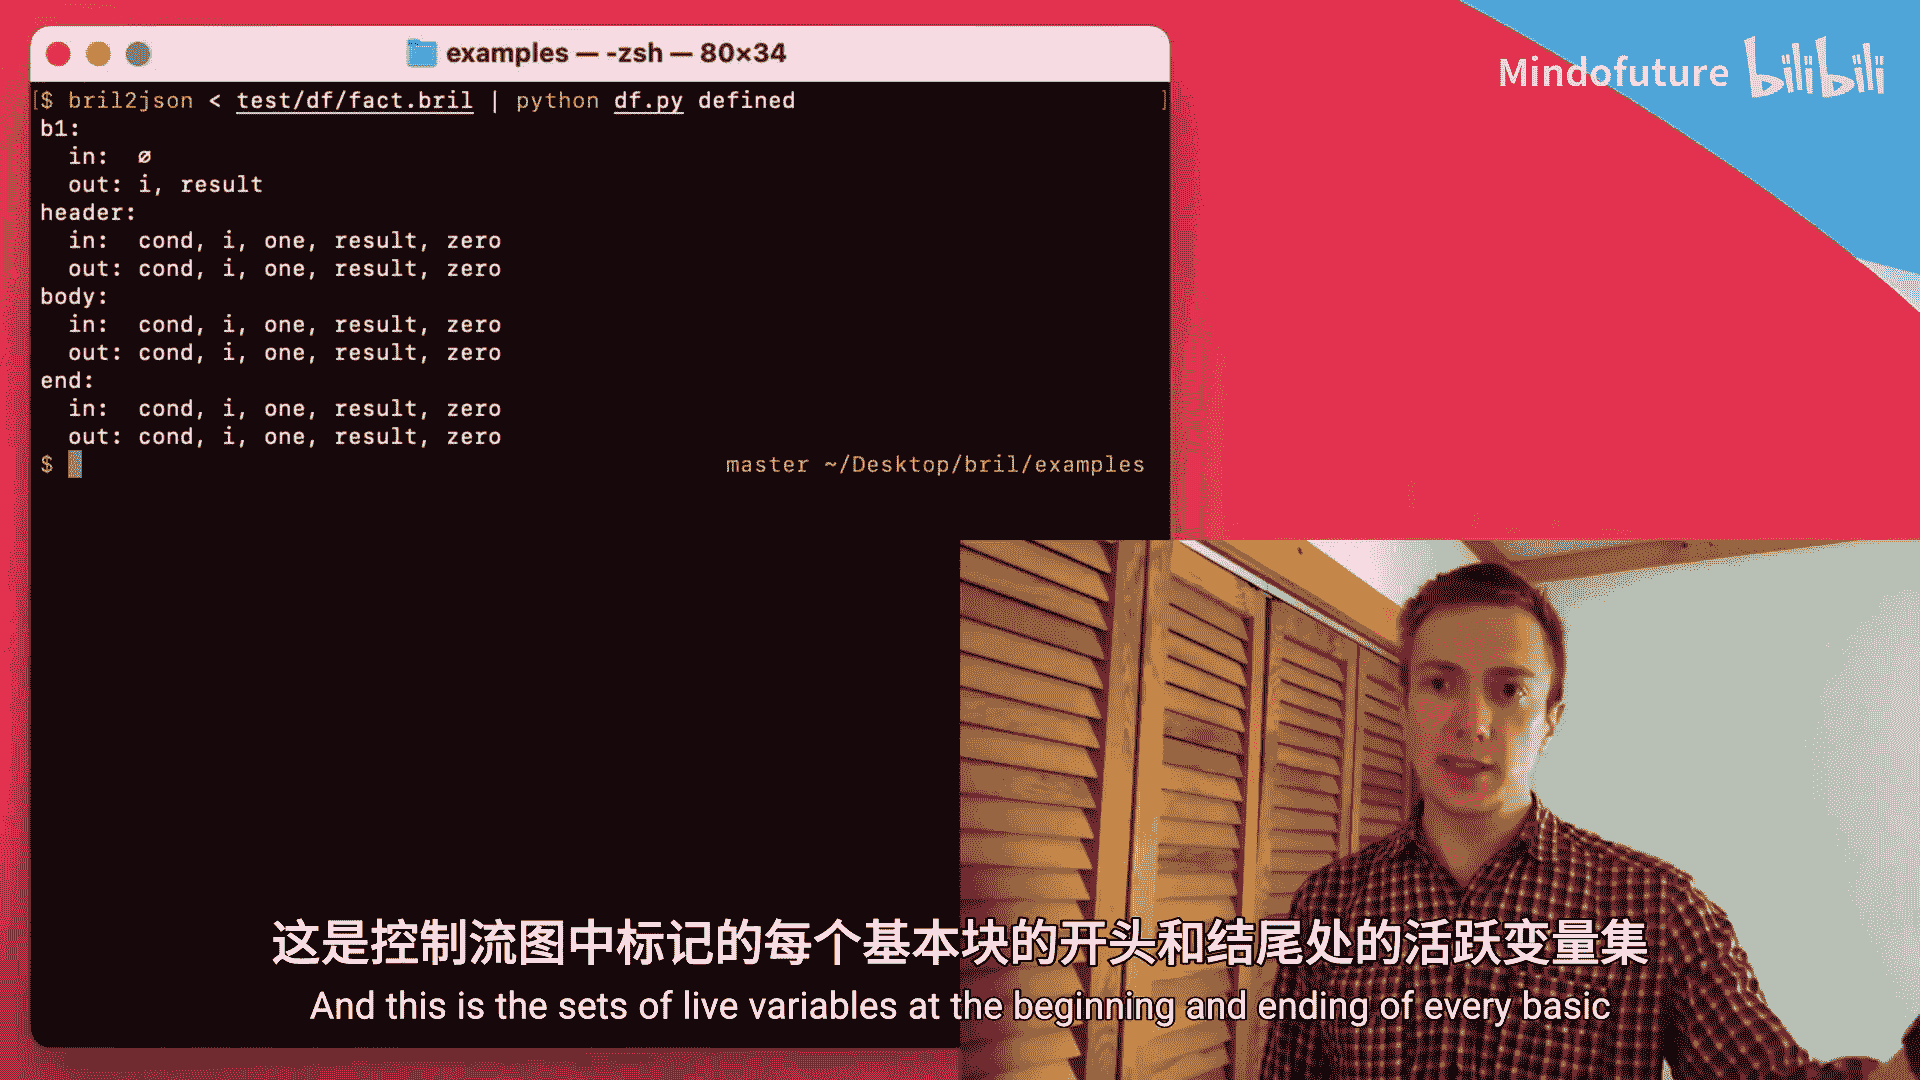 examples — -zsh — 80×34
Mindofuture bilibili
$ bril2json < test/df/fact.bril | python df.py defined
b1:
in: ∅
out: i, result
header:
in: cond, i, one, result, zero
out: cond, i, one, result, zero
body:
in: cond, i, one, result, zero
out: cond, i, one, result, zero
end:
in: cond, i, one, result, zero
out: cond, i, one, result, zero
$ master ~/Desktop/bril/examples
这是控制流图中标记的每个基本块的开头和结尾处的活跃变量集
And this is the sets of live variables at the beginning and ending of every basic